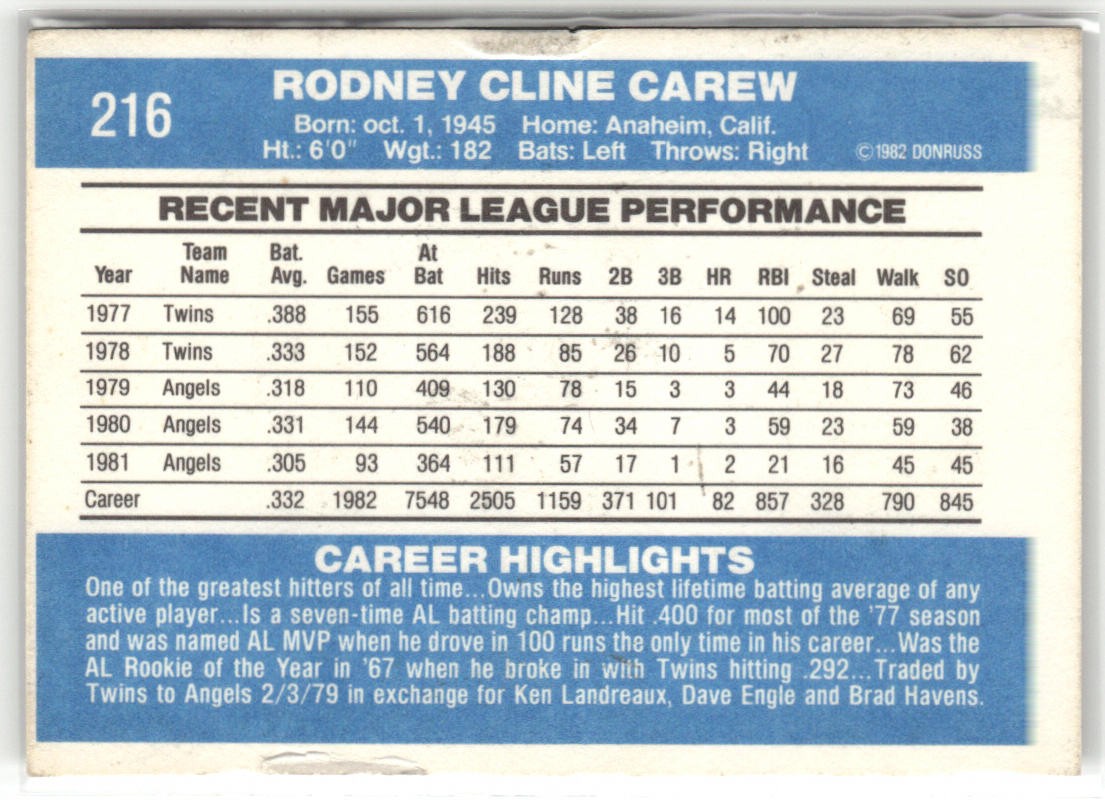 216
RODNEY CLINE CAREW
Born: oct. 1, 1945 Home: Anaheim, Calif.
Ht.: 6'0" Wgt.: 182 Bats: Left Throws: Right ©1982 DONRUSS
RECENT MAJOR LEAGUE PERFORMANCE
Year Team Name Bat. Avg. Games At Bat Hits Runs 2B 3B HR RBI Steal Walk SO
1977 Twins .388 155 616 239 128 38 16 14 100 23 69 55
1978 Twins .333 152 564 188 85 26 10 5 70 27 78 62
1979 Angels .318 110 409 130 78 15 3 3 44 18 73 46
1980 Angels .331 144 540 179 74 34 7 3 59 23 59 38
1981 Angels .305 93 364 111 57 17 1 2 21 16 45 45
Career .332 1982 7548 2505 1159 371 101 82 857 328 790 845
CAREER HIGHLIGHTS
One of the greatest hitters of all time...Owns the highest lifetime batting average of any
active player...Is a seven-time AL batting champ...Hit .400 for most of the '77 season
and was named AL MVP when he drove in 100 runs the only time in his career...Was the
AL Rookie of the Year in '67 when he broke in with Twins hitting .292...Traded by
Twins to Angels 2/3/79 in exchange for Ken Landreaux, Dave Engle and Brad Havens.